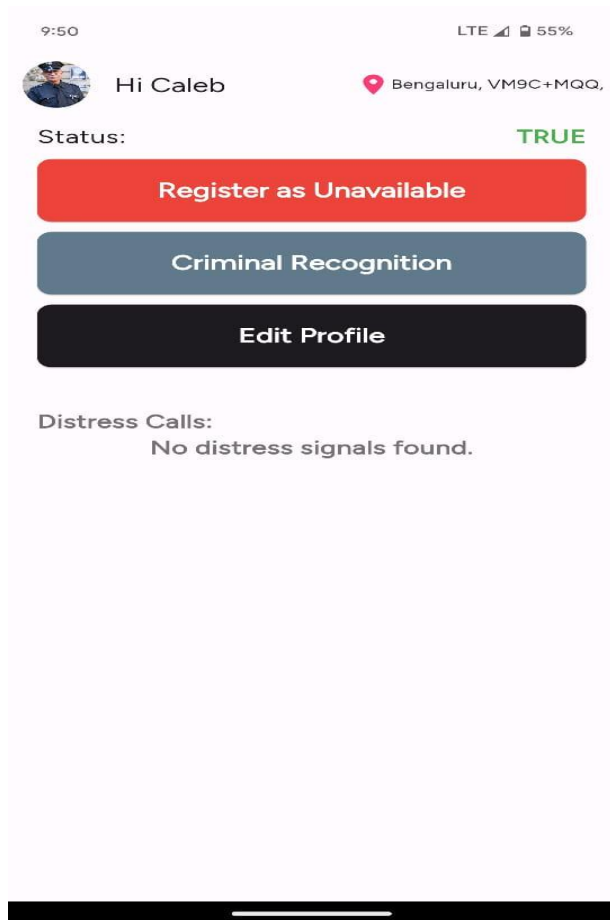 9:50 LTE 55%
Hi Caleb Bengaluru, VM9C+MQQ,
Status: TRUE
Register as Unavailable
Criminal Recognition
Edit Profile
Distress Calls:
No distress signals found.